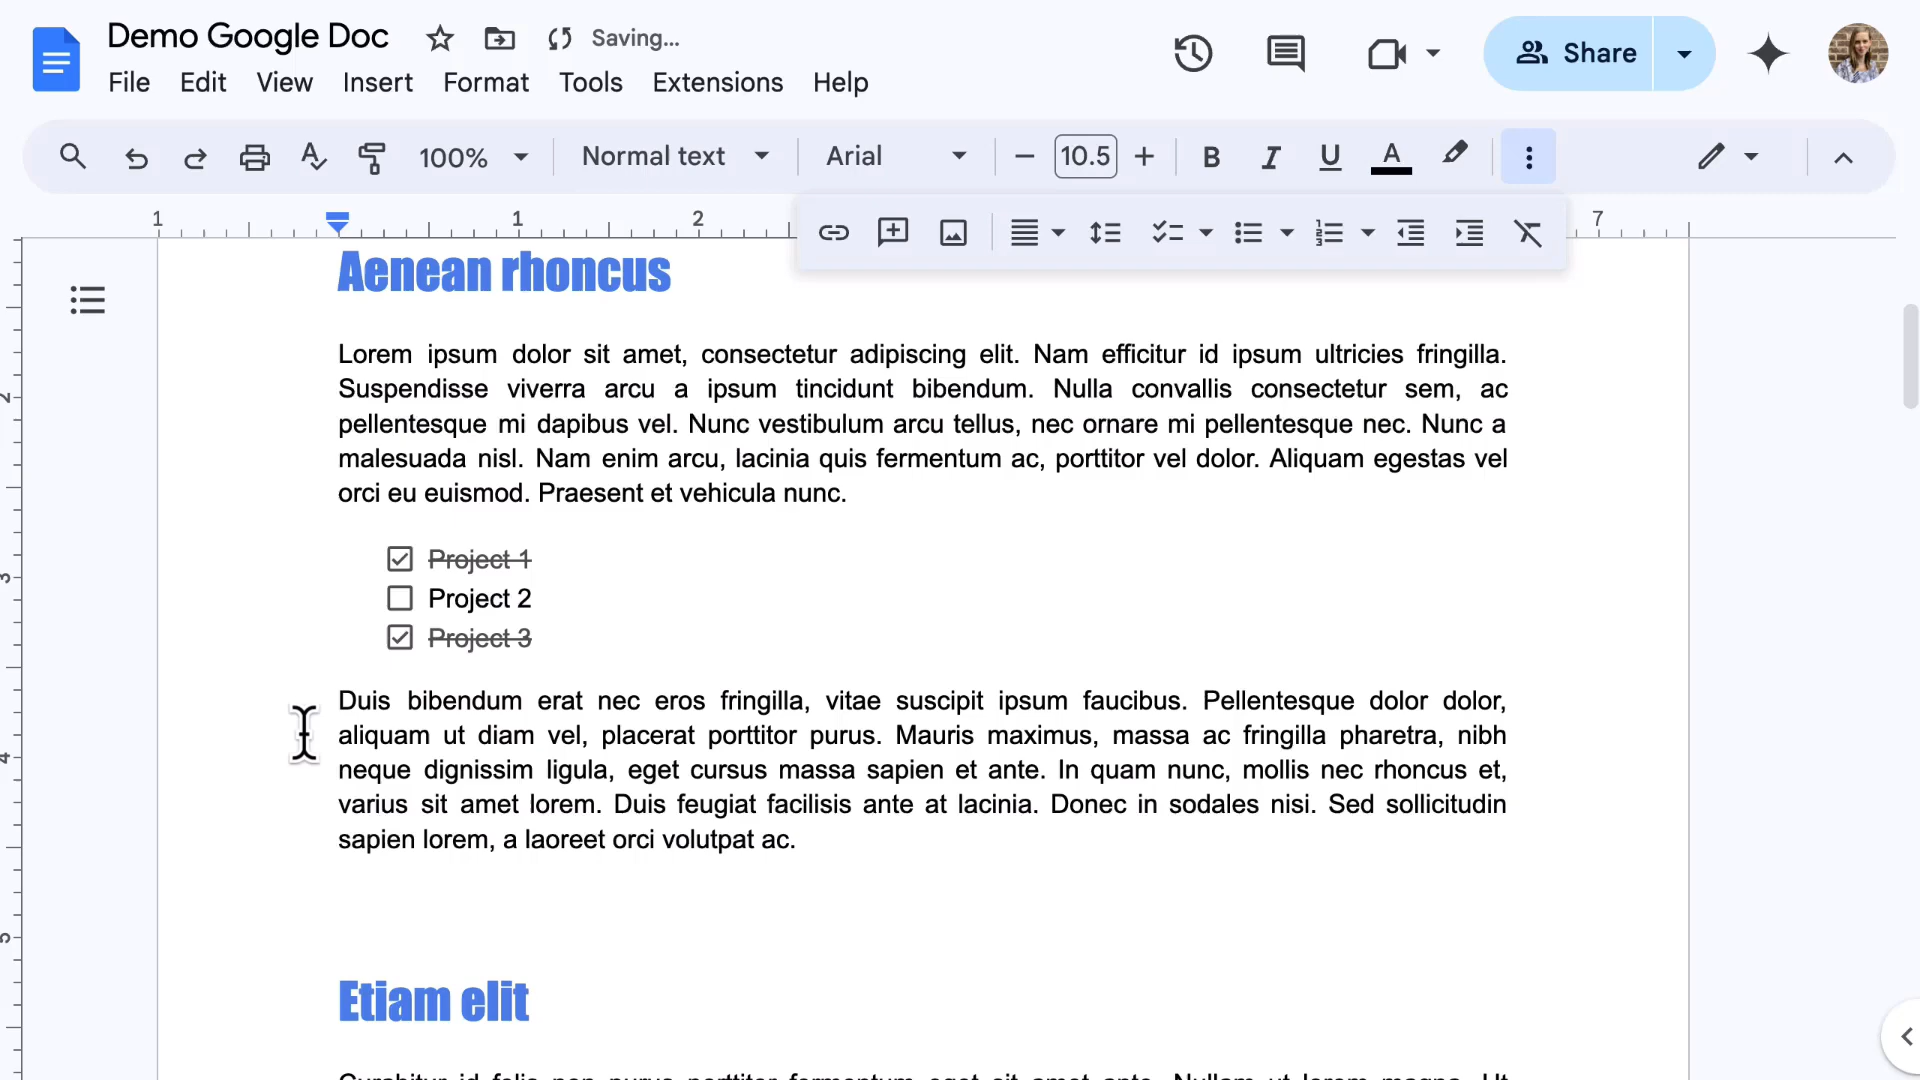 Demo Google Doc Saving...
File Edit View Insert Format Tools Extensions Help
Share
100% Normal text Arial 10.5 B I U A
1 1 2 7
Aenean rhoncus
Lorem ipsum dolor sit amet, consectetur adipiscing elit. Nam efficitur id ipsum ultricies fringilla.
Suspendisse viverra arcu a ipsum tincidunt bibendum. Nulla convallis consectetur sem, ac
pellentesque mi dapibus vel. Nunc vestibulum arcu tellus, nec ornare mi pellentesque nec. Nunc a
malesuada nisl. Nam enim arcu, lacinia quis fermentum ac, porttitor vel dolor. Aliquam egestas vel
orci eu euismod. Praesent et vehicula nunc.
Project 1
Project 2
Project 3
Duis bibendum erat nec eros fringilla, vitae suscipit ipsum faucibus. Pellentesque dolor dolor,
aliquam ut diam vel, placerat porttitor purus. Mauris maximus, massa ac fringilla pharetra, nibh
neque dignissim ligula, eget cursus massa sapien et ante. In quam nunc, mollis nec rhoncus et,
varius sit amet lorem. Duis feugiat facilisis ante at lacinia. Donec in sodales nisi. Sed sollicitudin
sapien lorem, a laoreet orci volutpat ac.
Etiam elit
2
3
4
5